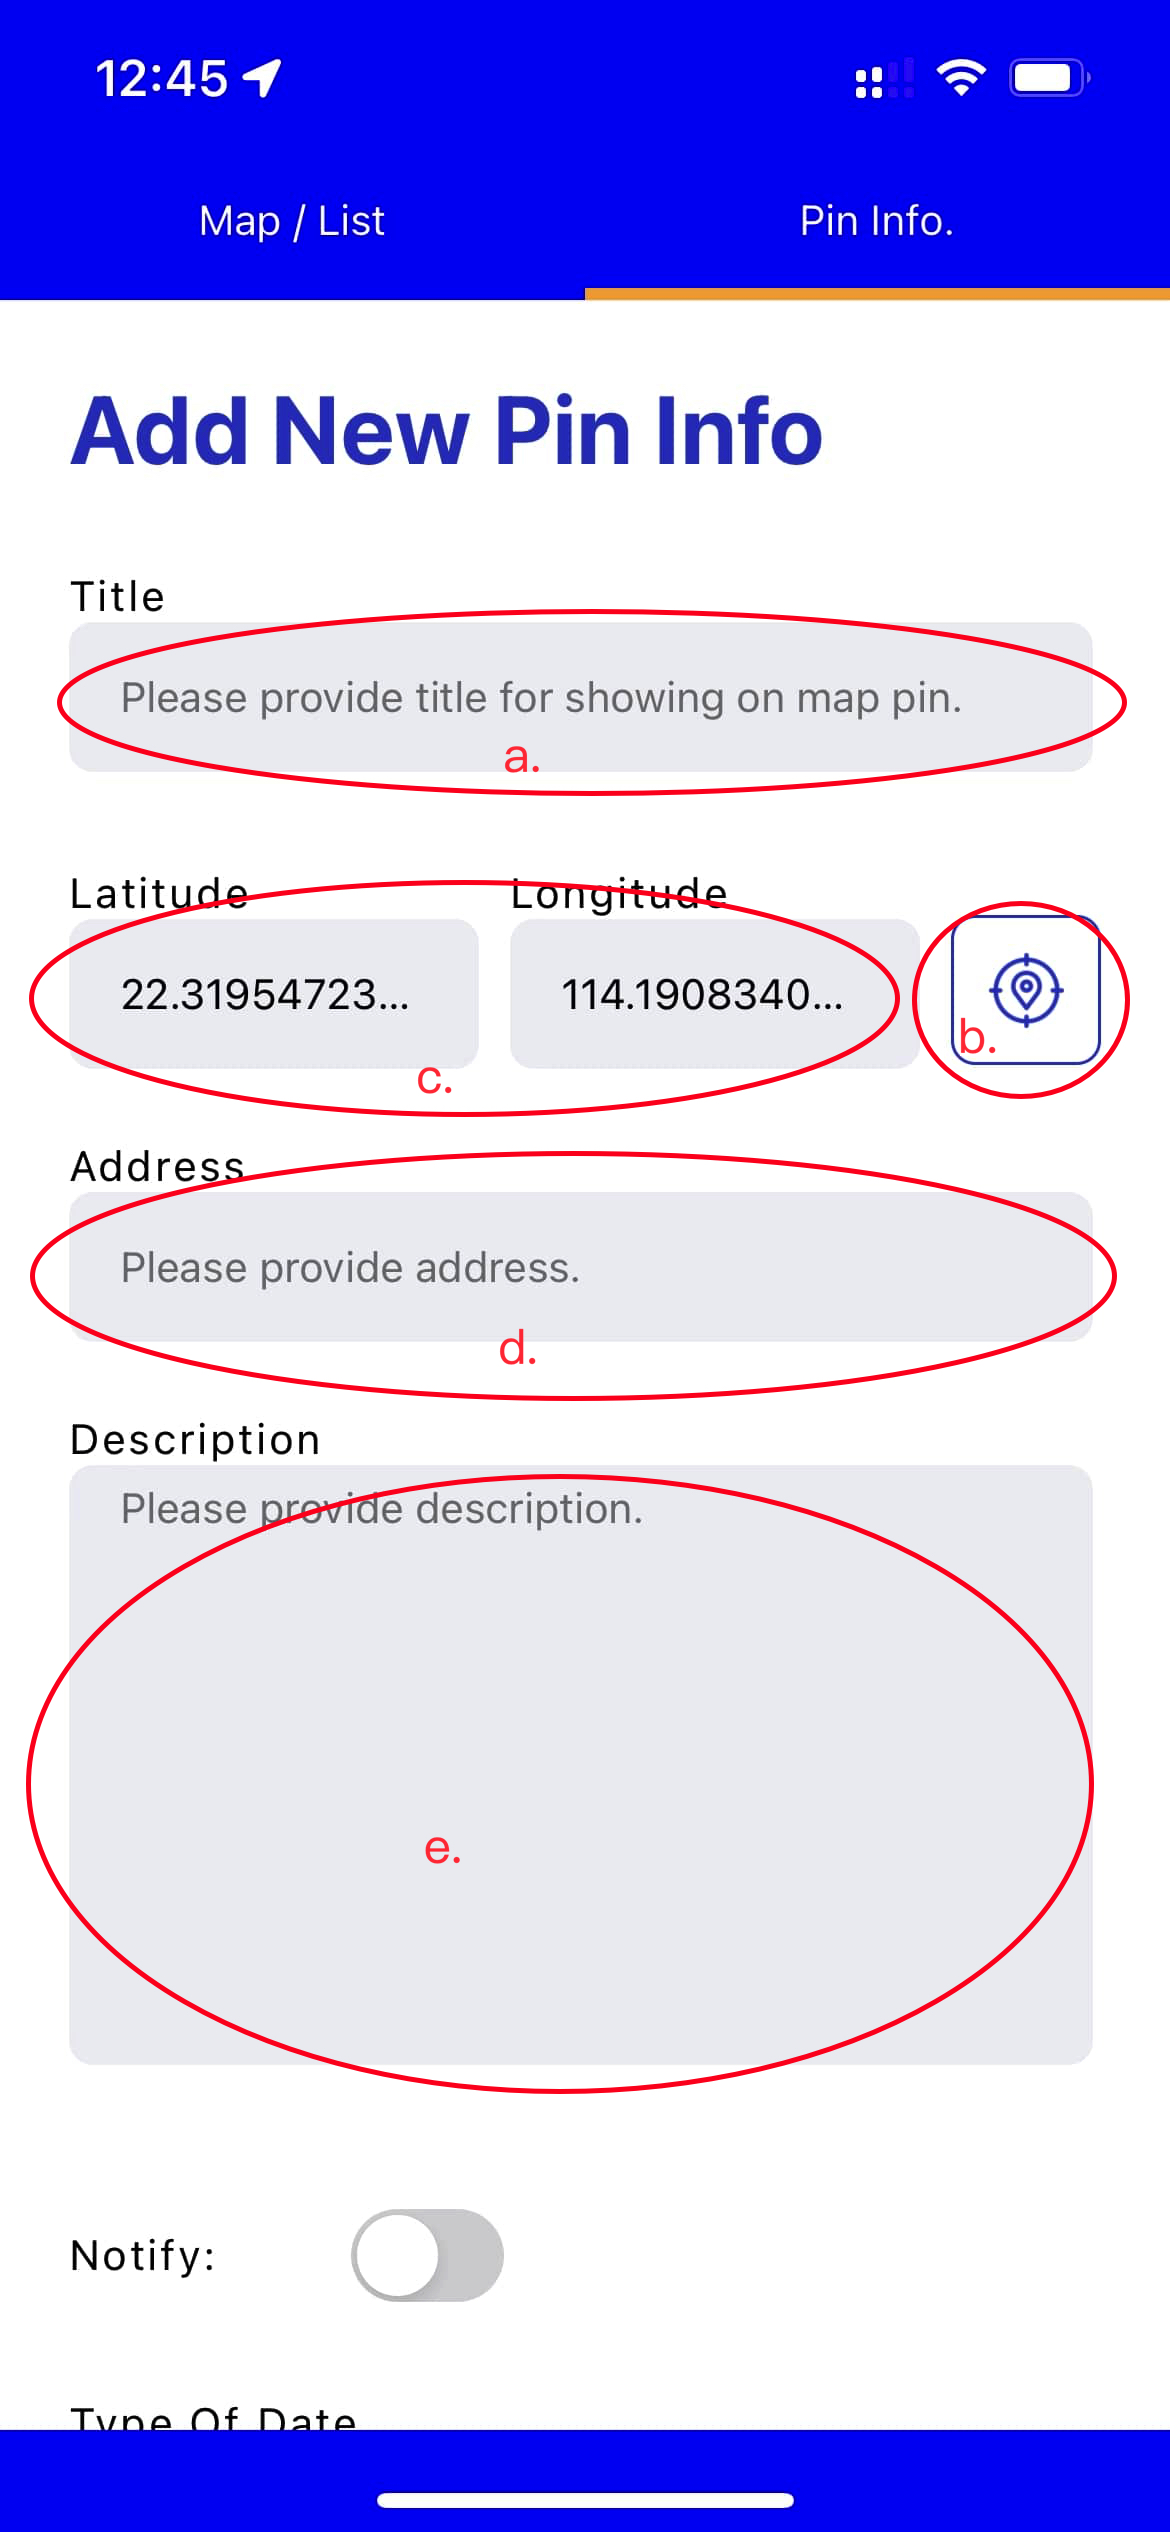 12:45
Map / List Pin Info.
Add New Pin Info
Title
Please provide title for showing on map pin.
a.
Latitude Longitude
22.31954723... 114.1908340...
b.
c.
Address
Please provide address.
d.
Description
Please provide description.
e.
Notify:
Type Of Date